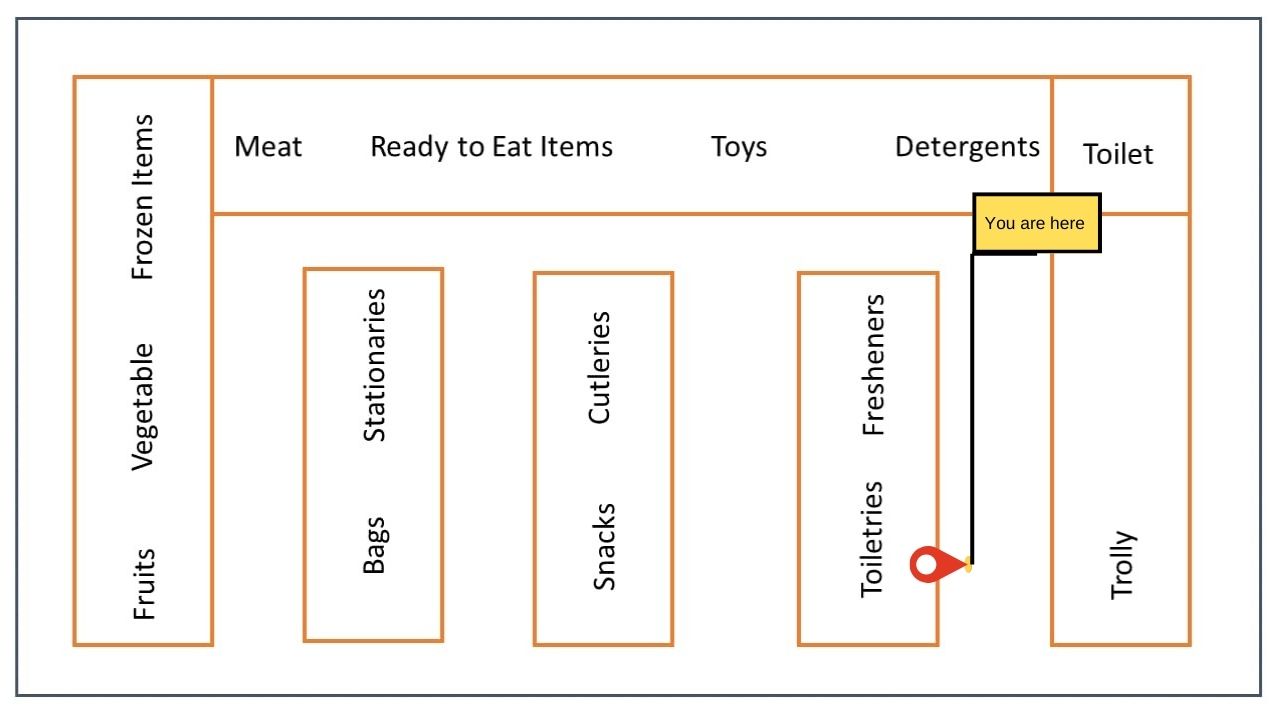 Meat
Ready to Eat Items
Toys
Detergents
Toilet
You are here
Frozen Items
Vegetable
Fruits
Stationaries
Bags
Cutleries
Snacks
Fresheners
Toiletries
Trolly